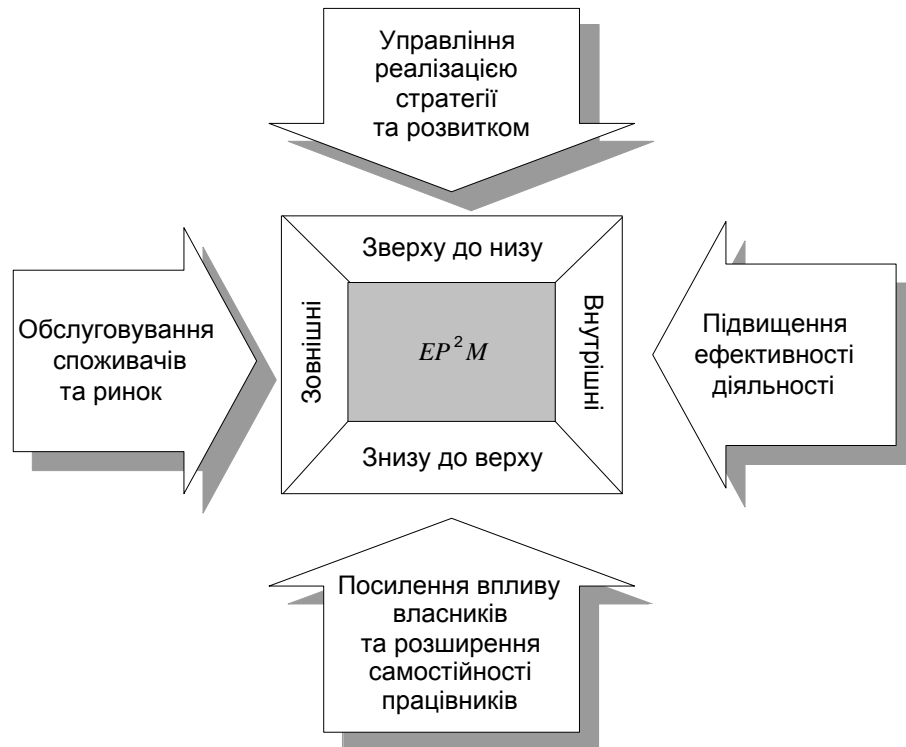 Управління
реалізацією
стратегії
та розвитком
Зверху до низу
Обслуговування
споживачів
та ринок
Зовнішні
EP²M
Внутрішні
Підвищення
ефективності
діяльності
Знизу до верху
Посилення впливу
власників
та розширення
самостійності
працівників